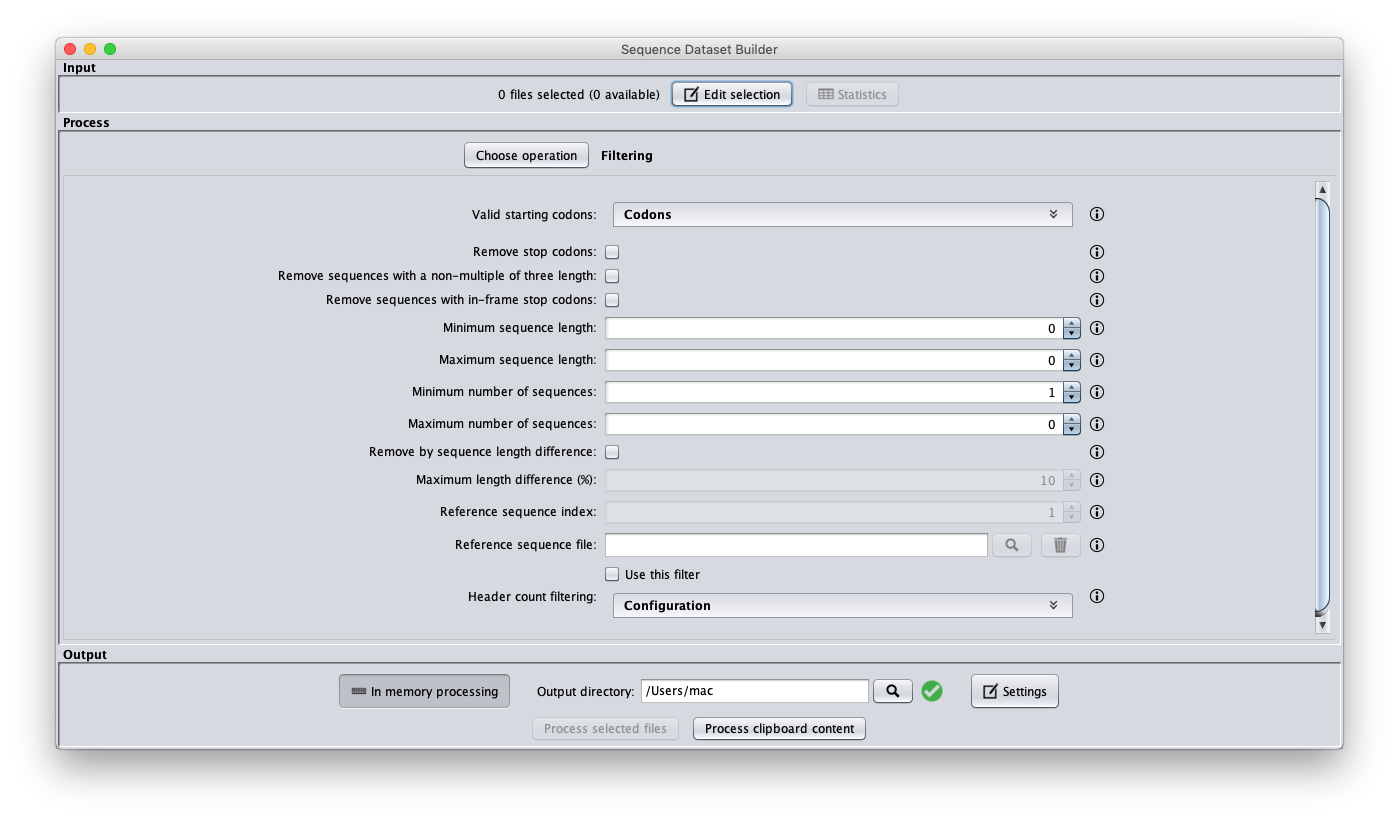 Sequence Dataset Builder
Input
0 files selected (0 available) Edit selection Statistics
Process
Choose operation Filtering
Valid starting codons: Codons
Remove stop codons:
Remove sequences with a non-multiple of three length:
Remove sequences with in-frame stop codons:
Minimum sequence length: 0
Maximum sequence length: 0
Minimum number of sequences: 1
Maximum number of sequences: 0
Remove by sequence length difference:
Maximum length difference (%): 10
Reference sequence index: 1
Reference sequence file:
Use this filter
Header count filtering: Configuration
Output
In memory processing Output directory: /Users/mac Settings
Process selected files Process clipboard content